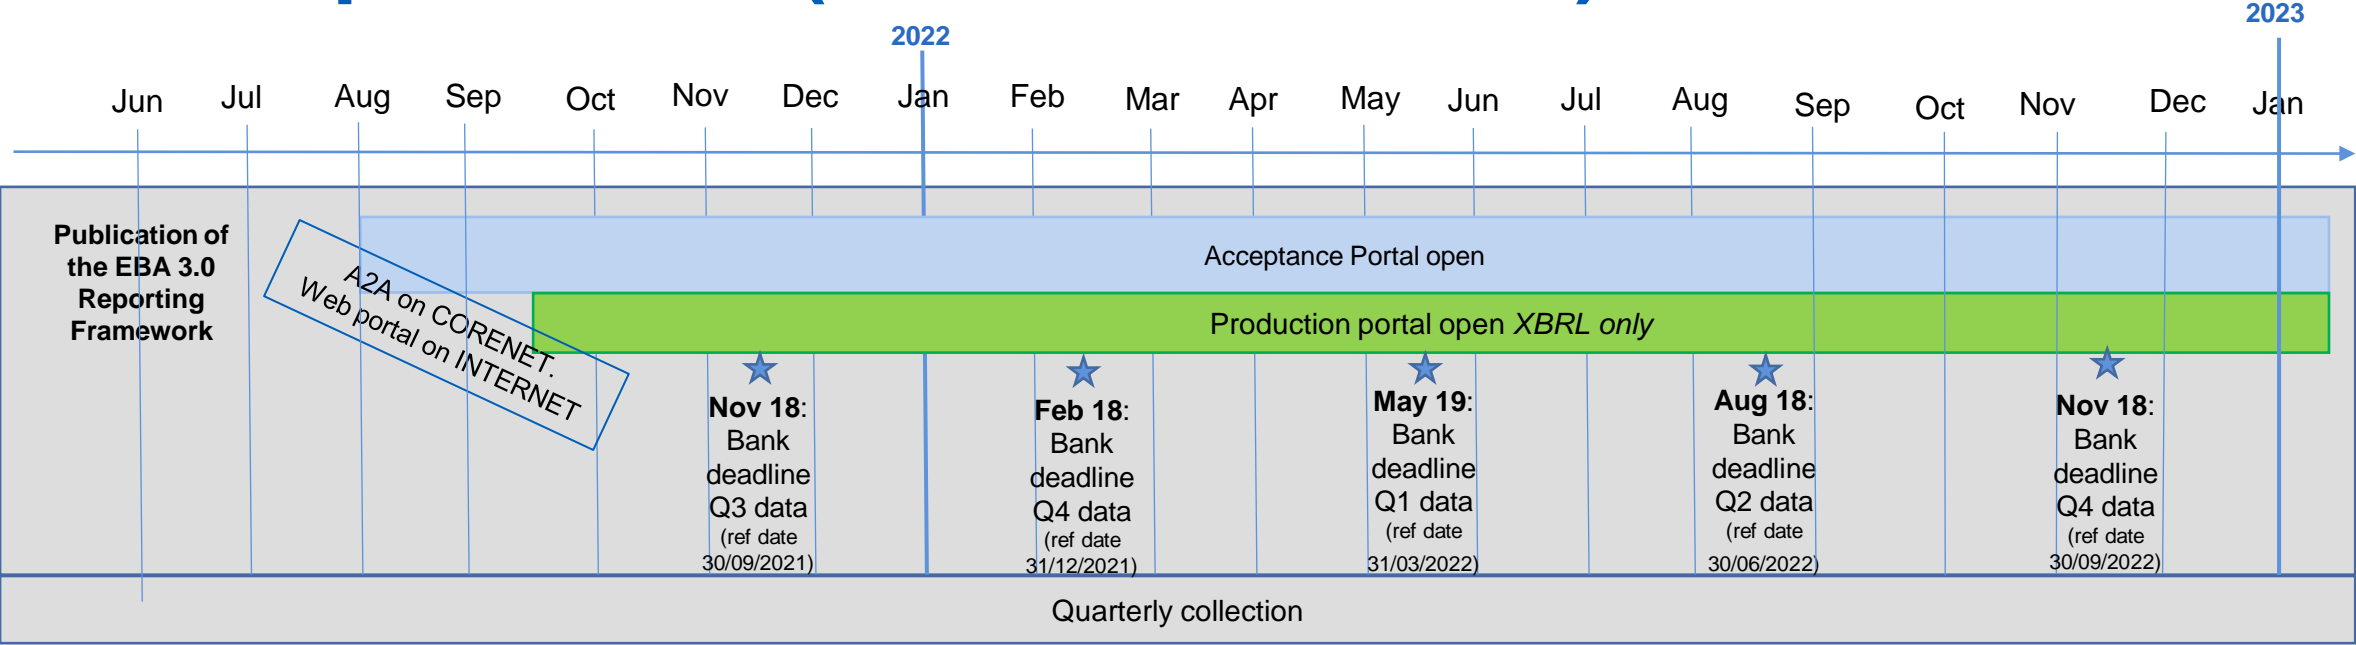 2022
2023
Jun Jul Aug Sep Oct Nov Dec Jan Feb Mar Apr May Jun Jul Aug Sep Oct Nov Dec Jan
Publication of
the EBA 3.0
Reporting
Framework
A2A on CORENET.
Web portal on INTERNET
Acceptance Portal open
Production portal open XBRL only
Nov 18:
Bank
deadline
Q3 data
(ref date
30/09/2021)
Feb 18:
Bank
deadline
Q4 data
(ref date
31/12/2021)
May 19:
Bank
deadline
Q1 data
(ref date
31/03/2022)
Aug 18:
Bank
deadline
Q2 data
(ref date
30/06/2022)
Nov 18:
Bank
deadline
Q4 data
(ref date
30/09/2022)
Quarterly collection